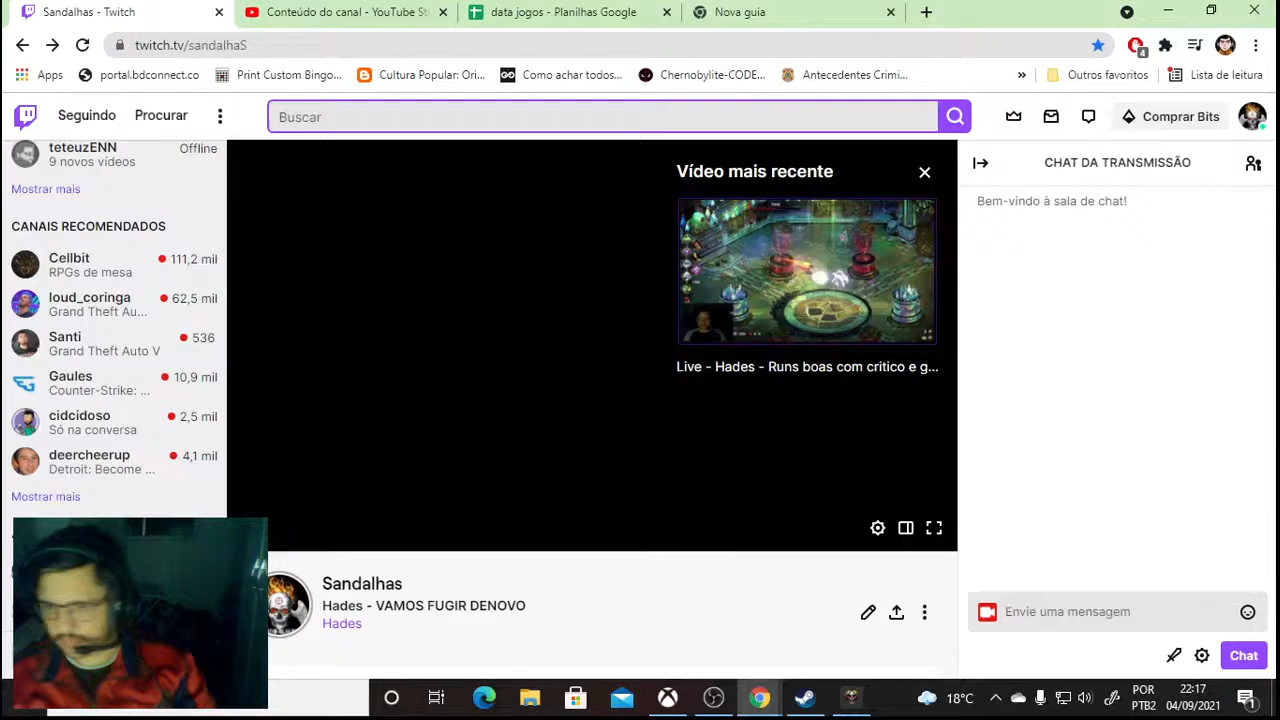 Sandalhas - Twitch
Conteúdo do canal - YouTube St
data jogos - Planilhas Google
Nova guia
twitch.tv/sandalhaS
4
Apps
portal.bdconnect.co
Print Custom Bingo...
Cultura Popular: Ori...
GO
Como achar todos...
Chernobylite-CODE...
Antecedentes Crimi...
»
Outros favoritos
Lista de leitura
Seguindo
Procurar
Buscar
Comprar Bits
teteuzENN
Offline
9 novos vídeos
Mostrar mais
CANAIS RECOMENDADOS
Cellbit
111,2 mil
RPGs de mesa
loud_coringa
62,5 mil
Grand Theft Au...
Santi
536
Grand Theft Auto V
Gaules
10,9 mil
Counter-Strike: ...
cidcidoso
2,5 mil
Só na conversa
deercheerup
4,1 mil
Detroit: Become ...
Mostrar mais
Vídeo mais recente
Live - Hades - Runs boas com critico e g...
Sandalhas
Hades - VAMOS FUGIR DENOVO
Hades
CHAT DA TRANSMISSÃO
Bem-vindo à sala de chat!
Envie uma mensagem
Chat
18°C
POR
PTB2
22:17
04/09/2021
1